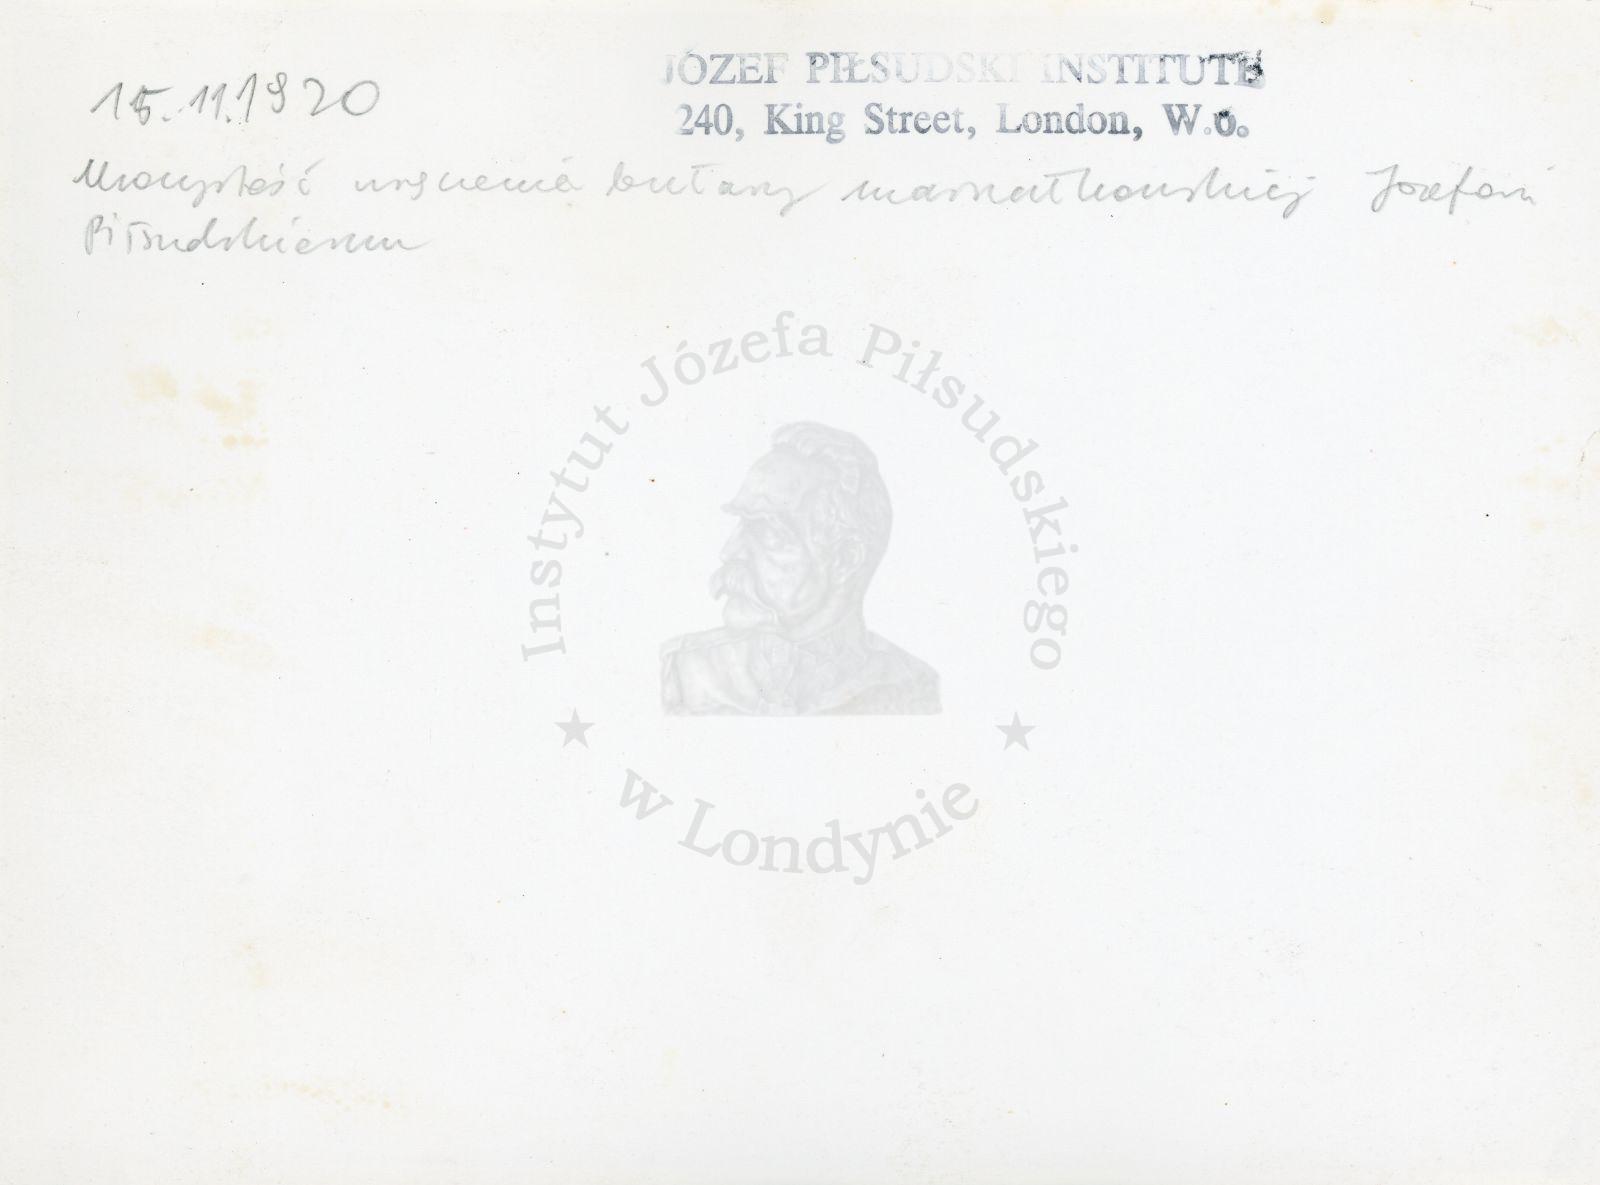 15.11.1920
JÓZEF PIŁSUDSKI INSTITUTE
240, King Street, London, W.6.
Uroczystość wręczenia buławy marszałkowskiej Józefowi
Piłsudskiemu
Instytut Józefa Piłsudskiego
★ w Londynie ★